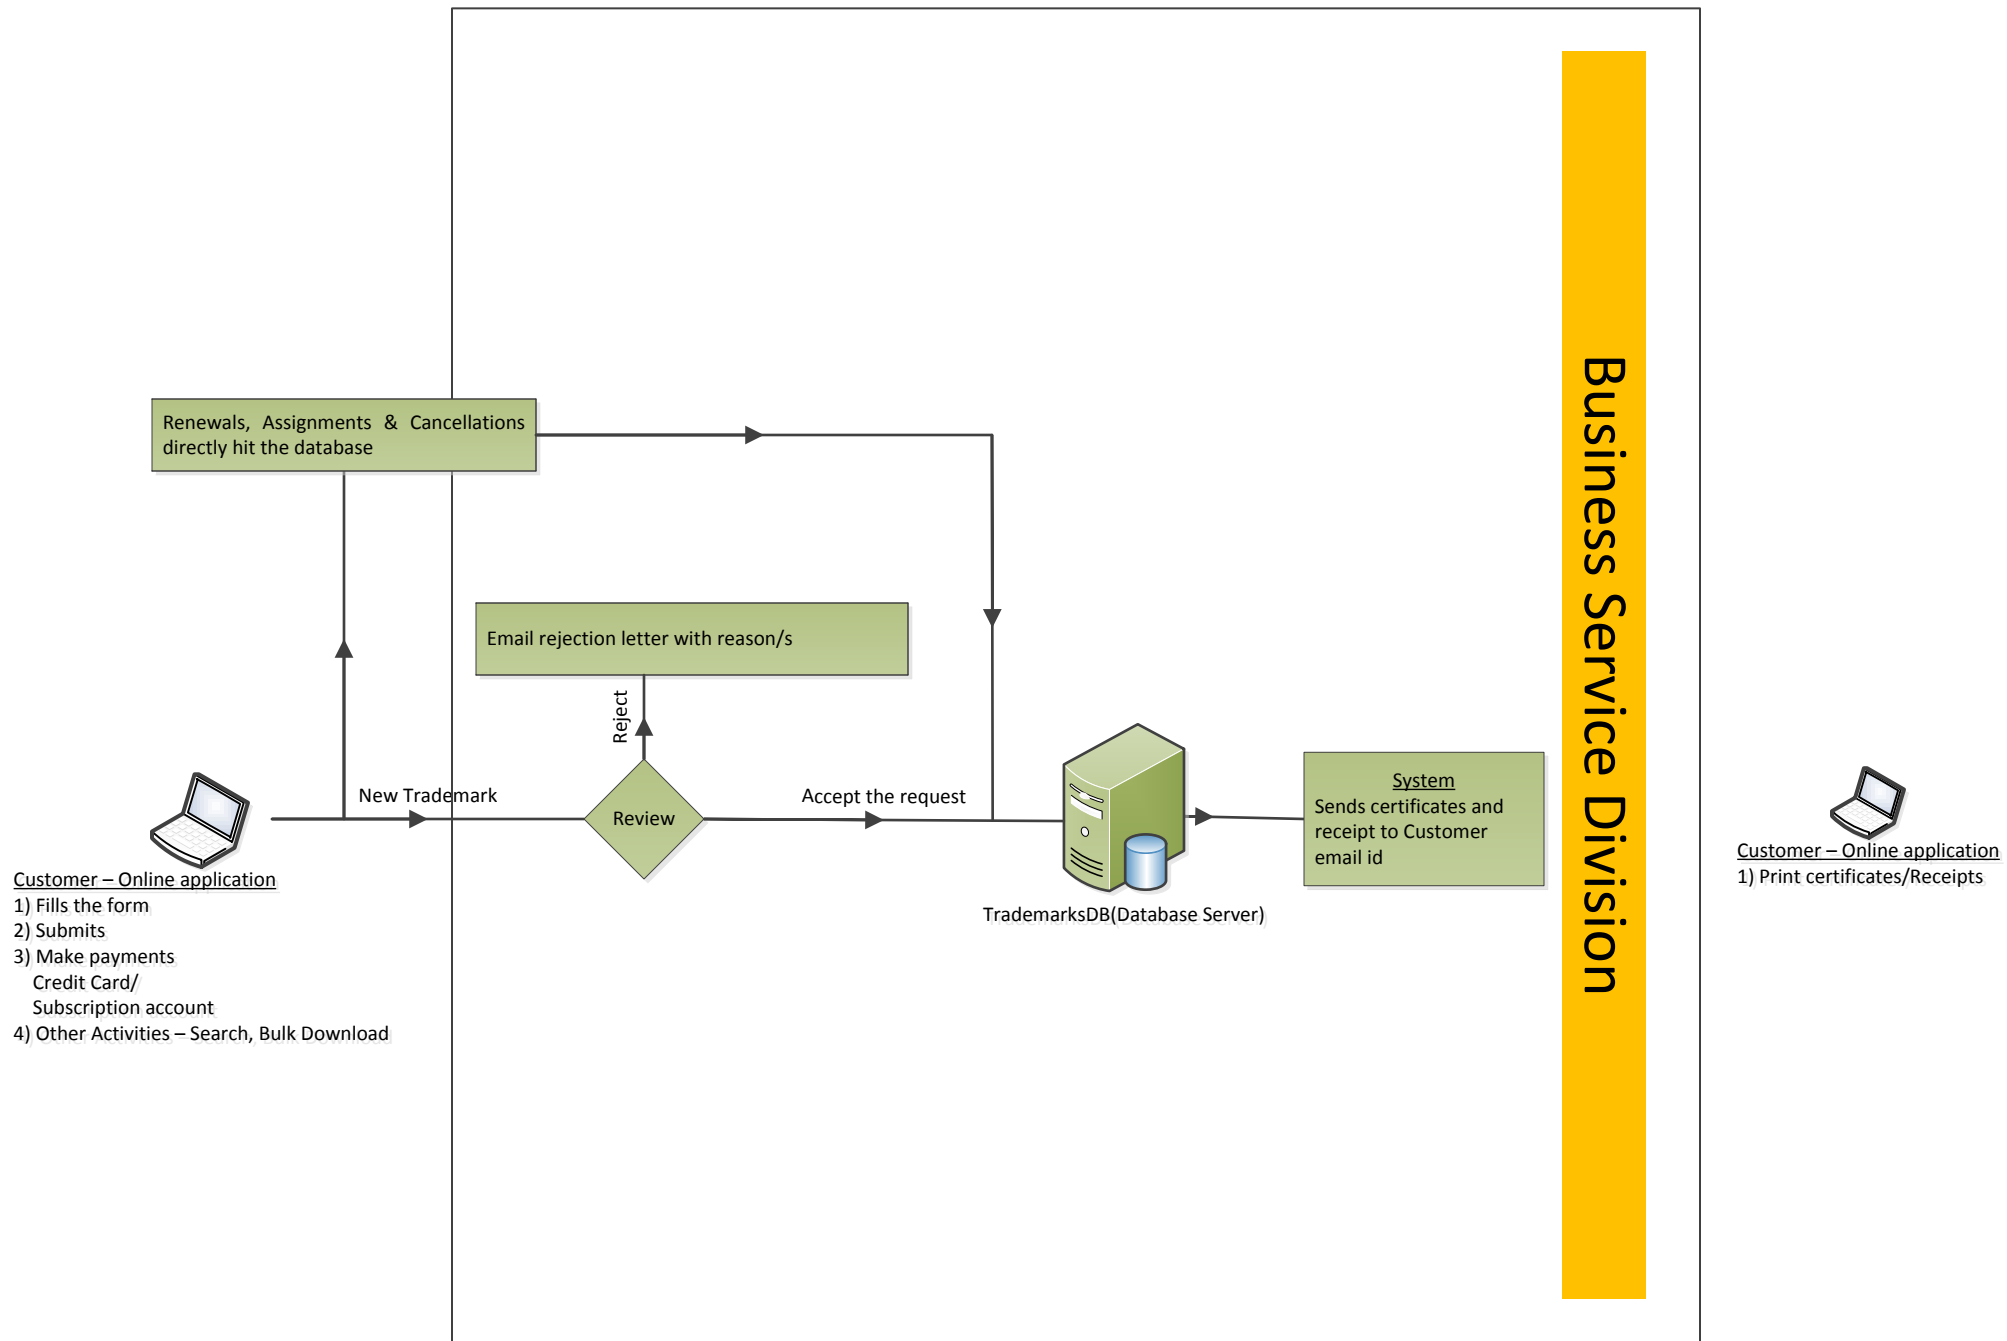 Business Service Division
Renewals, Assignments & Cancellations
directly hit the database
Email rejection letter with reason/s
Reject
New Trademark
Review
Accept the request
System
Sends certificates and
receipt to Customer
email id
TrademarksDB(Database Server)
Customer – Online application
1) Fills the form
2) Submits
3) Make payments
Credit Card/
Subscription account
4) Other Activities – Search, Bulk Download
Customer – Online application
1) Print certificates/Receipts